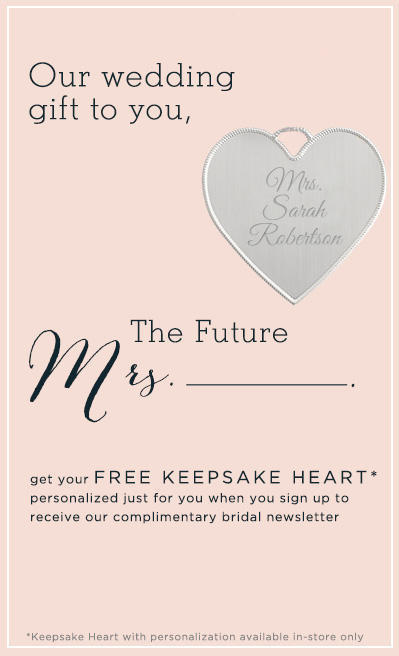 Our wedding
gift to you,
Mrs.
Sarah
Robertson
The Future
Mrs. ____________.
get your FREE KEEPSAKE HEART*
personalized just for you when you sign up to
receive our complimentary bridal newsletter
*Keepsake Heart with personalization available in-store only